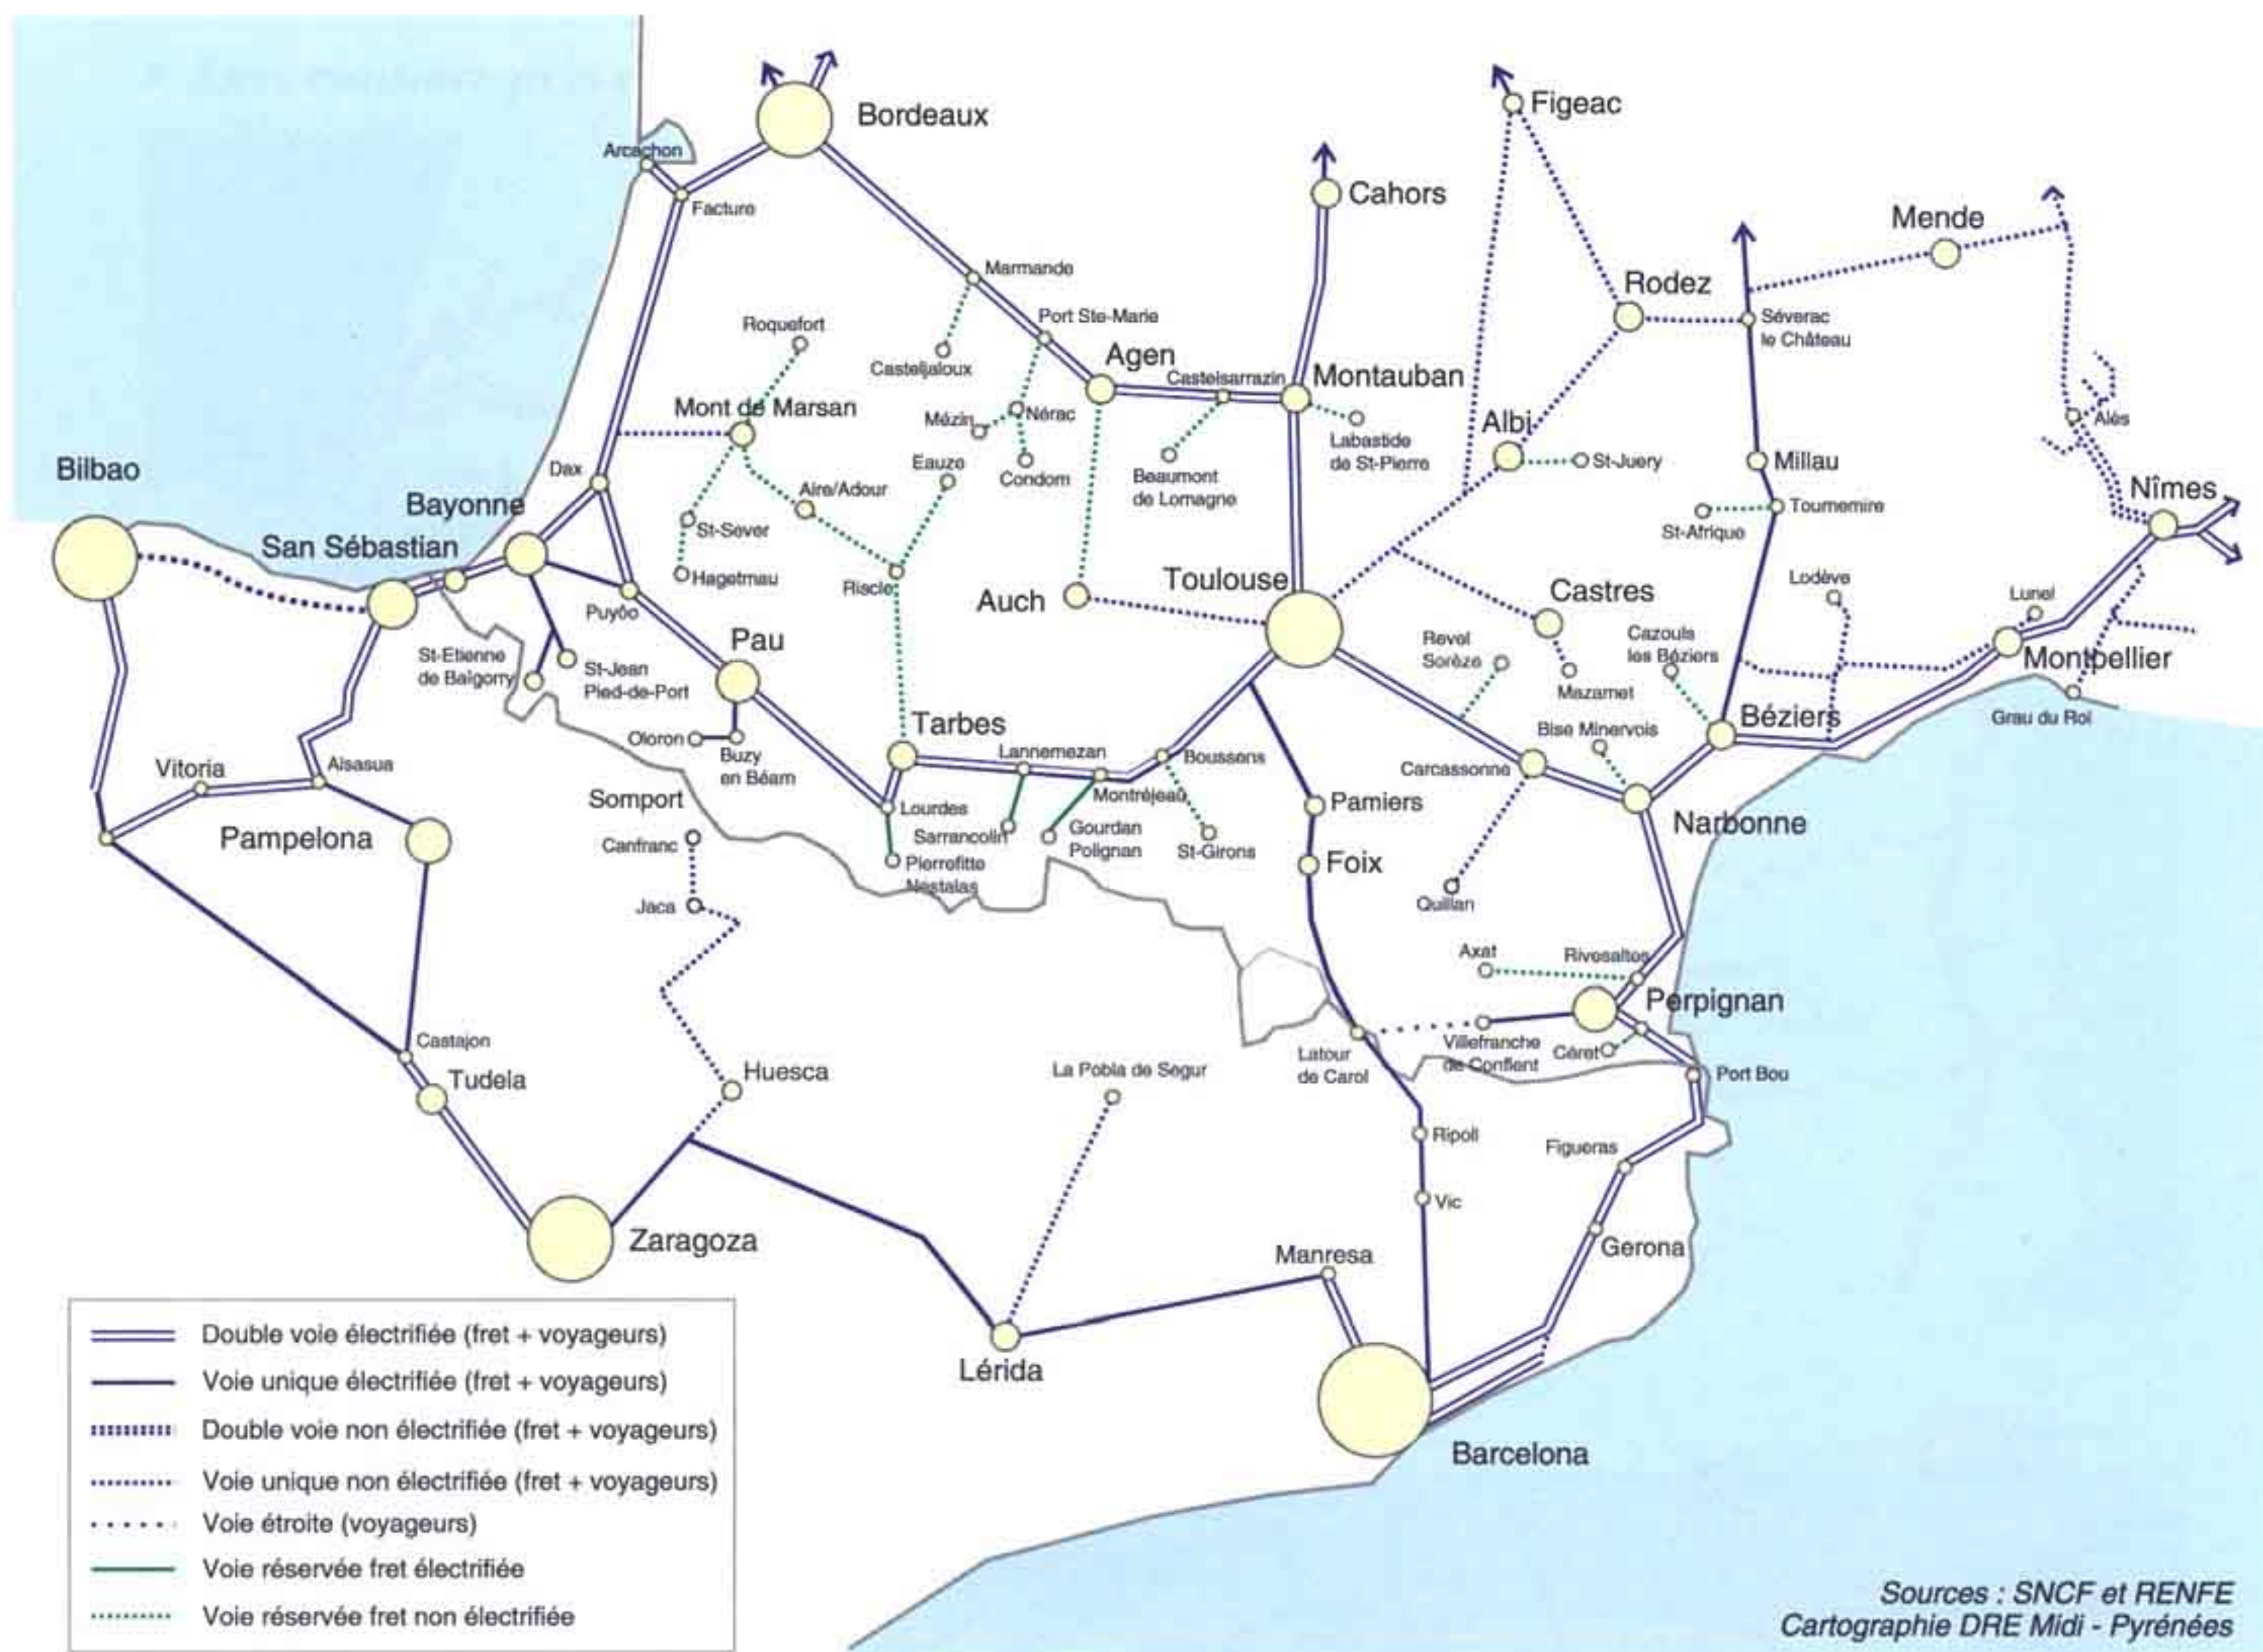 Bordeaux
Figeac
Arcachon
Cahors
Facture
Mende
Marmande
Rodez
Port Ste-Marie
Roquefort
Séverac
le Château
Agen
Casteljaloux
Castelsarrazin
Montauban
Mont de Marsan
Mézin
Nérac
Albi
Alès
Labastide
de St-Pierre
Bilbao
Dax
Eauze
Condom
Beaumont
de Lomagne
St-Juery
Millau
Nîmes
Aire/Adour
Bayonne
Tournemire
St-Sever
St-Afrique
San Sébastian
Hagetmau
Riscle
Toulouse
Lodève
Auch
Castres
Lunel
Puyôo
Pau
Revel
Sorèze
Cazouls
les Béziers
St-Etienne
de Baïgorry
St-Jean
Pied-de-Port
Mazamet
Montpellier
Tarbes
Béziers
Grau du Roi
Oloron
Buzy
en Béarn
Lannemezan
Boussens
Bise Minervois
Vitoria
Alsasua
Carcassonne
Somport
Montréjeau
Lourdes
Pamiers
Narbonne
Pampelona
Canfranc
Sarrancolin
Gourdan
Polignan
St-Girons
Pierrefitte
Nestalas
Foix
Jaca
Quillan
Axat
Rivesaltes
Perpignan
Castajon
Latour
de Carol
Villefranche
de Conflent
Céret
Tudela
Huesca
La Pobla de Segur
Port Bou
Ripoll
Figueras
Vic
Zaragoza
Manresa
Gerona
Lérida
Barcelona
Double voie électrifiée (fret + voyageurs)
Voie unique électrifiée (fret + voyageurs)
Double voie non électrifiée (fret + voyageurs)
Voie unique non électrifiée (fret + voyageurs)
Voie étroite (voyageurs)
Voie réservée fret électrifiée
Voie réservée fret non électrifiée
Sources : SNCF et RENFE
Cartographie DRE Midi - Pyrénées